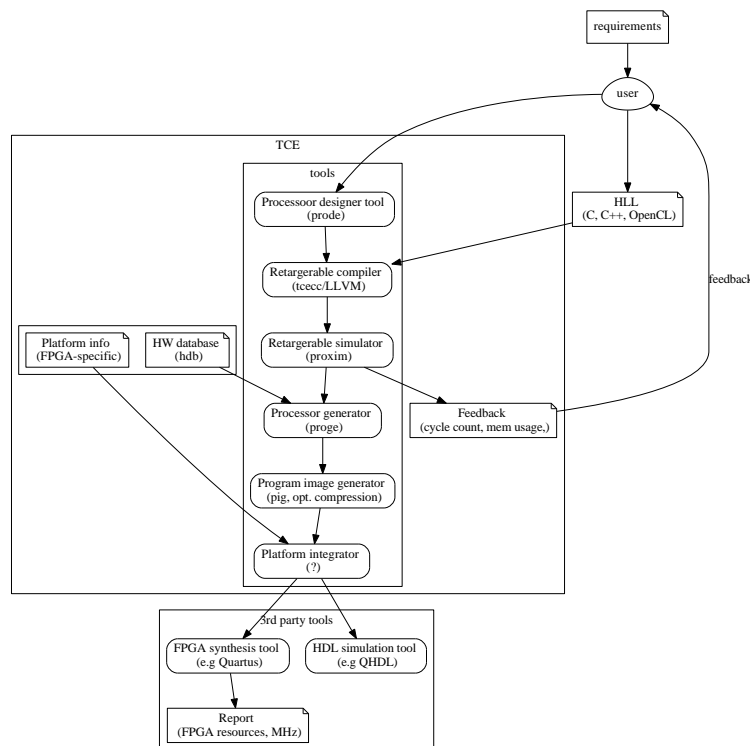 requirements
user
TCE
tools
Processoor designer tool
(prode)
HLL
(C, C++, OpenCL)
Retargerable compiler
(tcecc/LLVM)
feedback
Platform info
(FPGA-specific)
HW database
(hdb)
Retargerable simulator
(proxim)
Processor generator
(proge)
Feedback
(cycle count, mem usage,)
Program image generator
(pig, opt. compression)
Platform integrator
(?)
3rd party tools
FPGA synthesis tool
(e.g Quartus)
HDL simulation tool
(e.g QHDL)
Report
(FPGA resources, MHz)